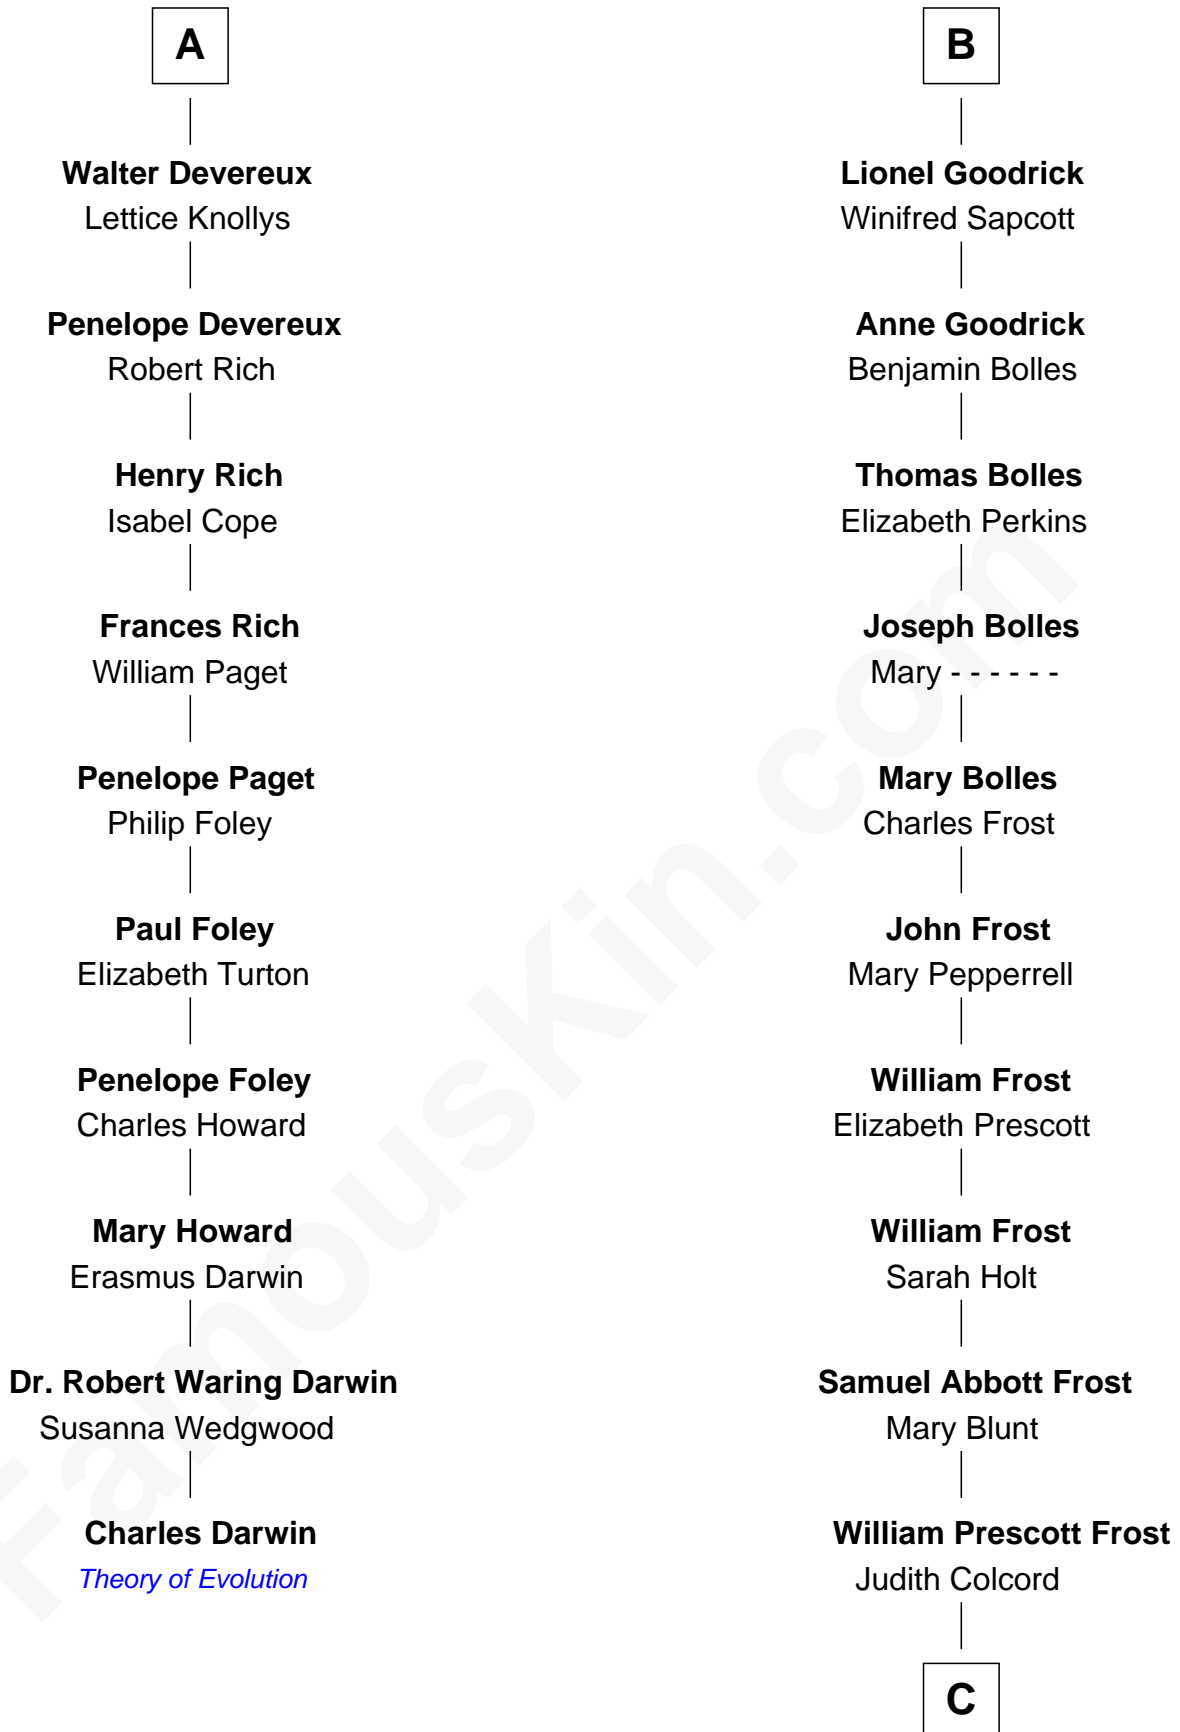 A
Walter Devereux
Lettice Knollys
Penelope Devereux
Robert Rich
Henry Rich
Isabel Cope
Frances Rich
William Paget
Penelope Paget
Philip Foley
Paul Foley
Elizabeth Turton
Penelope Foley
Charles Howard
Mary Howard
Erasmus Darwin
Dr. Robert Waring Darwin
Susanna Wedgwood
Charles Darwin
Theory of Evolution
B
Lionel Goodrick
Winifred Sapcott
Anne Goodrick
Benjamin Bolles
Thomas Bolles
Elizabeth Perkins
Joseph Bolles
Mary - - - - - -
Mary Bolles
Charles Frost
John Frost
Mary Pepperrell
William Frost
Elizabeth Prescott
William Frost
Sarah Holt
Samuel Abbott Frost
Mary Blunt
William Prescott Frost
Judith Colcord
C
FamousKin.com